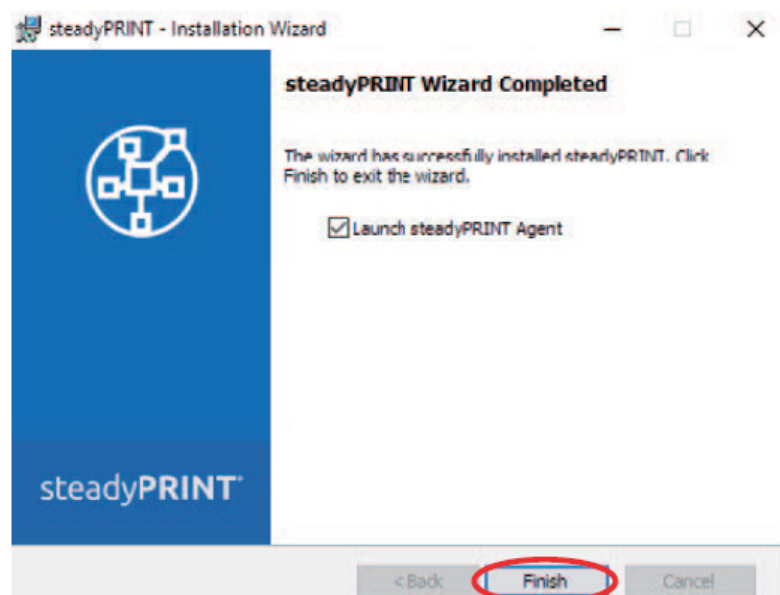 steadyPRINT - Installation Wizard
steadyPRINT Wizard Completed
The wizard has successfully installed steadyPRINT. Click
Finish to exit the wizard.
Launch steadyPRINT Agent
steadyPRINT
< Back Finish Cancel